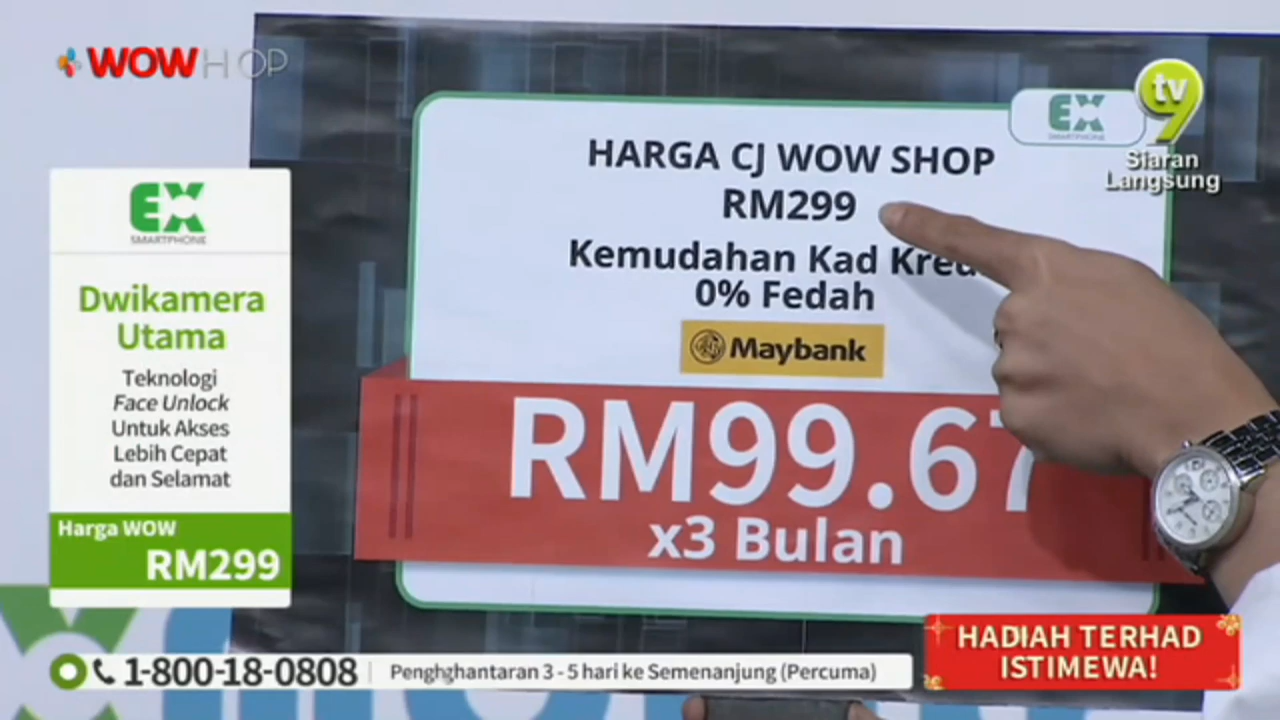 WOWSHOP
EX
SMARTPHONE
tv9
Siaran
Langsung
HARGA CJ WOW SHOP
RM299
Kemudahan Kad
0% Fedah
Maybank
RM99.67
x3 Bulan
EX
SMARTPHONE
Dwikamera
Utama
Teknologi
Face Unlock
Untuk Akses
Lebih Cepat
dan Selamat
Harga WOW
RM299
1-800-18-0808
Penghghantaran 3 - 5 hari ke Semenanjung (Percuma)
HADIAH TERHAD
ISTIMEWA!